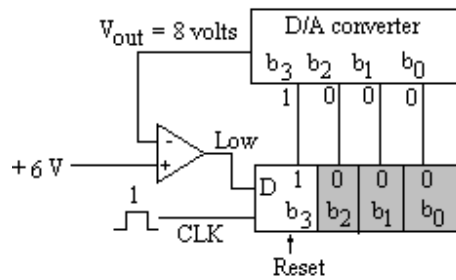 V_out = 8 volts
D/A converter
b3 b2 b1 b0
1 0 0 0
Low
-
+
+6 V
D 1 0 0 0
b3 b2 b1 b0
1
CLK
Reset